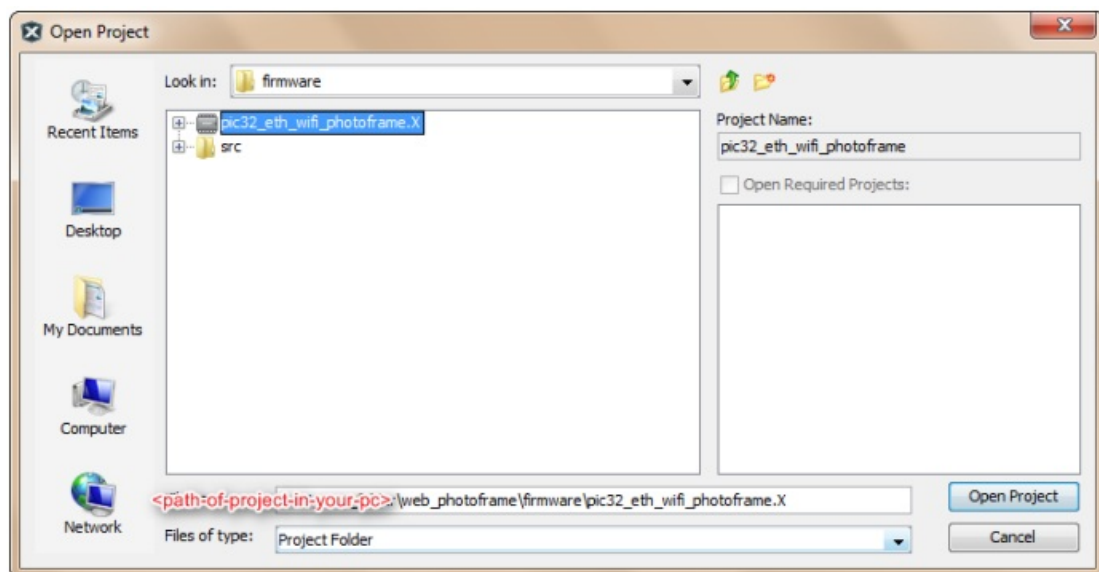 Open Project
Look in: firmware
Recent Items
pic32_eth_wifi_photoframe.X
src
Project Name:
pic32_eth_wifi_photoframe
Open Required Projects:
Desktop
My Documents
Computer
Network
<path-of-project-in-your-pc> \web_photoframe\firmware\pic32_eth_wifi_photoframe.X
Open Project
Files of type: Project Folder
Cancel